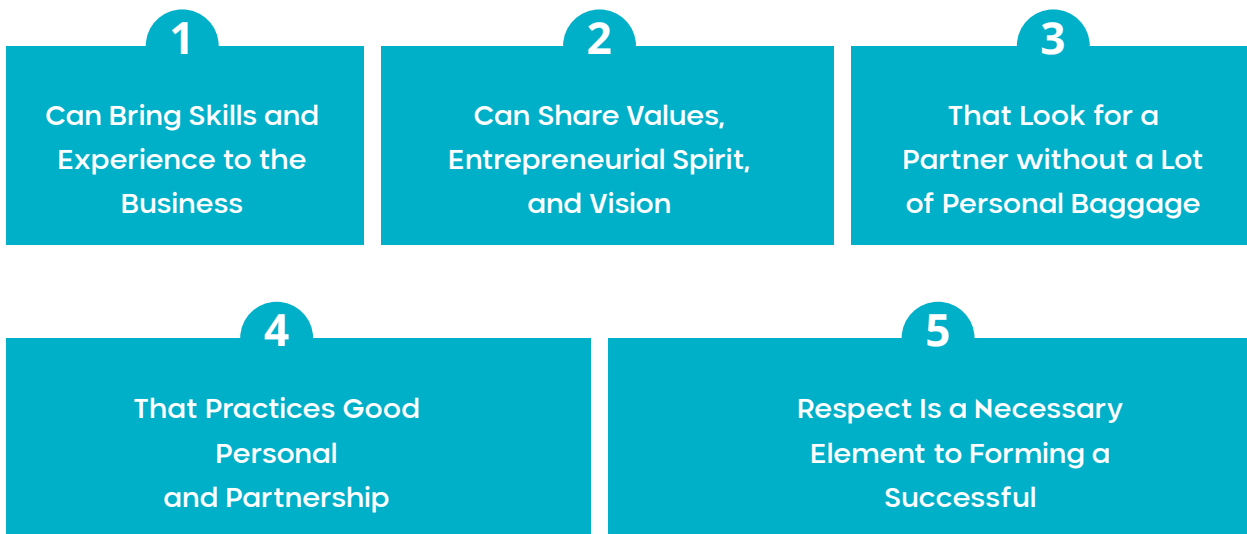 1
Can Bring Skills and
Experience to the
Business
2
Can Share Values,
Entrepreneurial Spirit,
and Vision
3
That Look for a
Partner without a Lot
of Personal Baggage
4
That Practices Good
Personal
and Partnership
5
Respect Is a Necessary
Element to Forming a
Successful